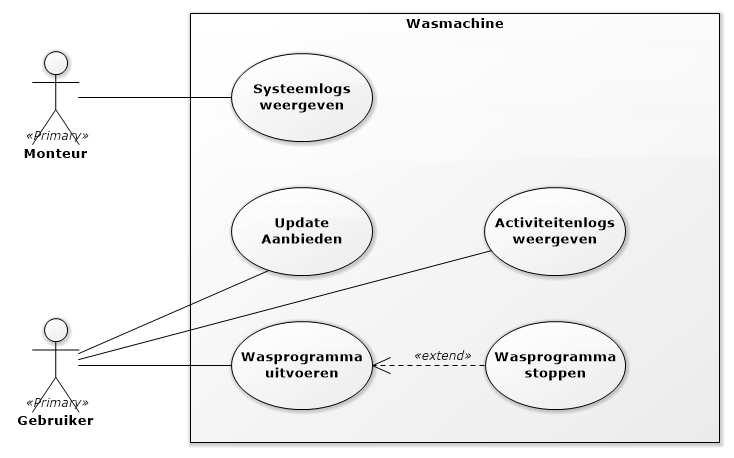 Wasmachine
Systeemlogs
weergeven
«Primary»
Monteur
Update
Aanbieden
Activiteitenlogs
weergeven
Wasprogramma
uitvoeren
«extend»
Wasprogramma
stoppen
«Primary»
Gebruiker